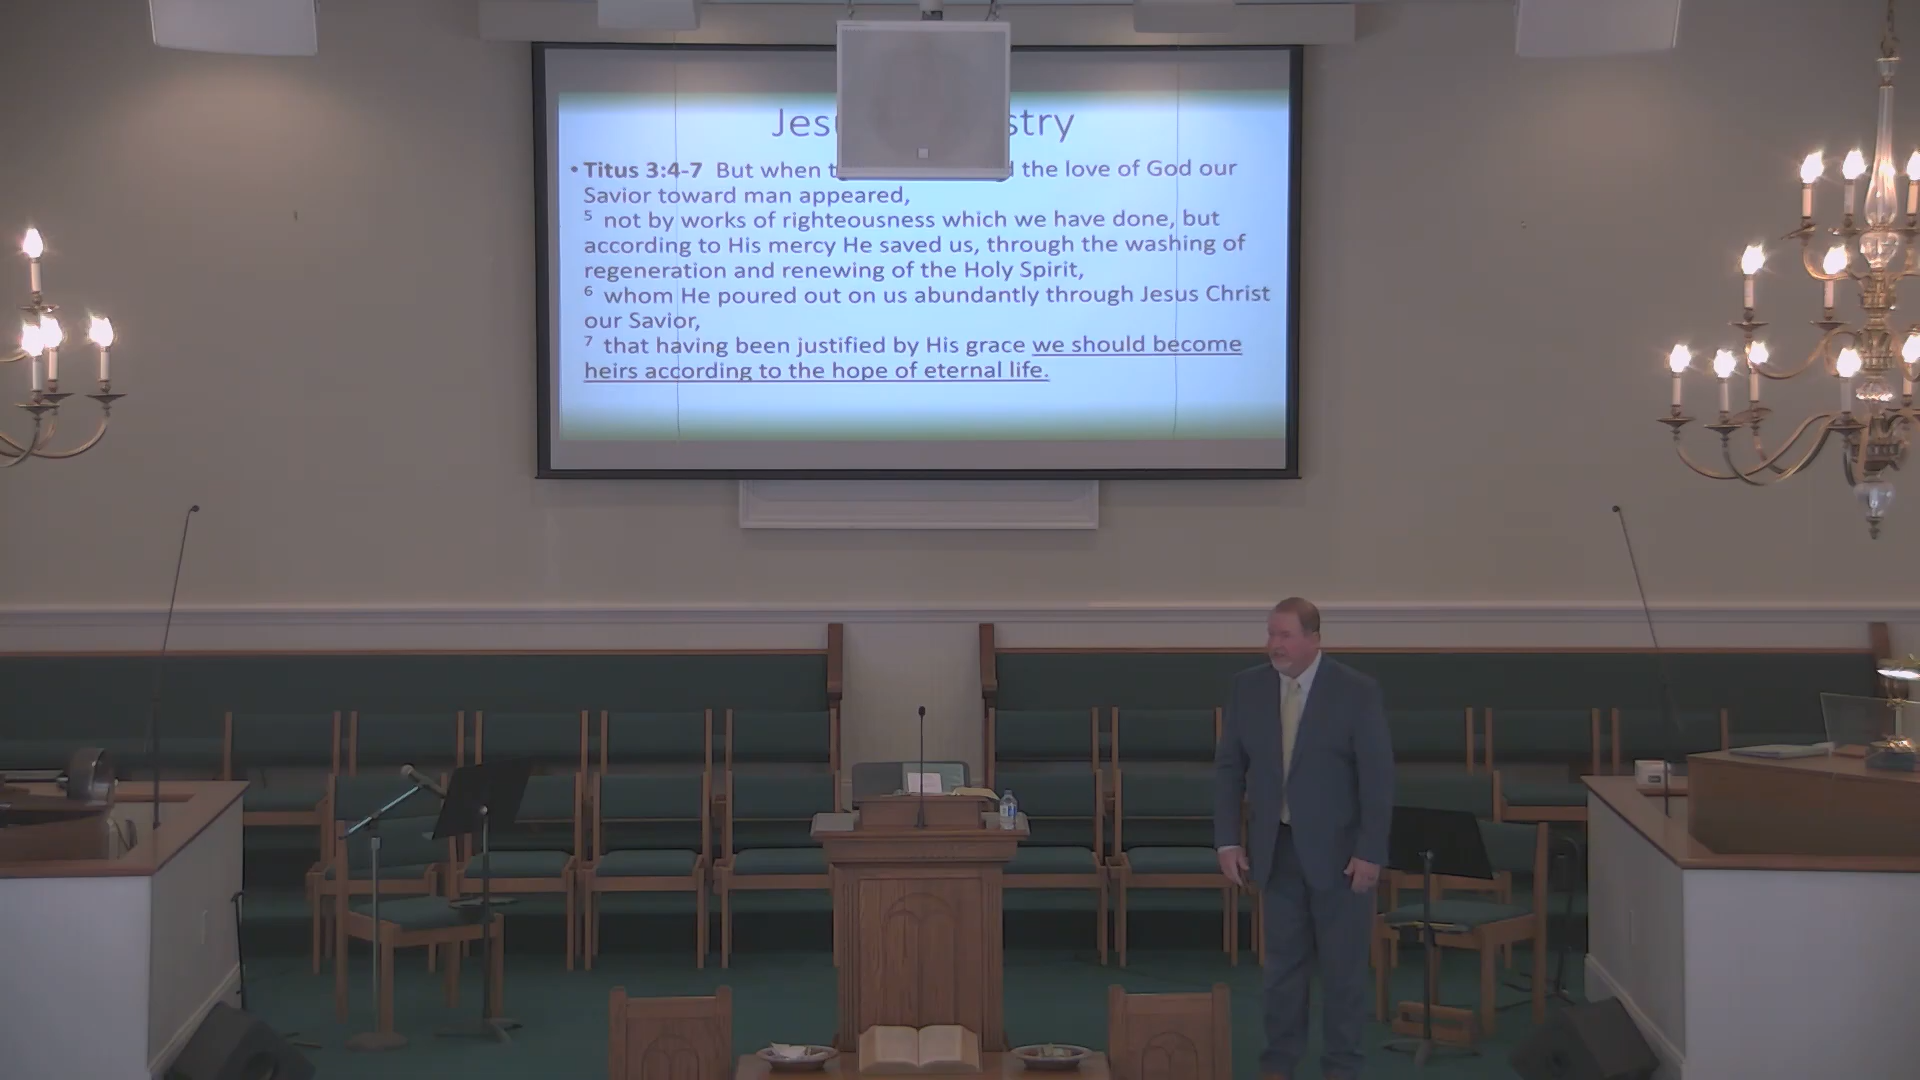 Jes stry
• Titus 3:4-7 But when t the love of God our
Savior toward man appeared,
5 not by works of righteousness which we have done, but
according to His mercy He saved us, through the washing of
regeneration and renewing of the Holy Spirit,
6 whom He poured out on us abundantly through Jesus Christ
our Savior,
7 that having been justified by His grace we should become
heirs according to the hope of eternal life.